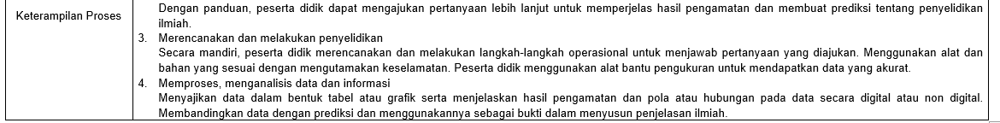 Keterampilan Proses
Dengan panduan, peserta didik dapat mengajukan pertanyaan lebih lanjut untuk memperjelas hasil pengamatan dan membuat prediksi tentang penyelidikan
ilmiah.
3. Merencanakan dan melakukan penyelidikan
Secara mandiri, peserta didik merencanakan dan melakukan langkah-langkah operasional untuk menjawab pertanyaan yang diajukan. Menggunakan alat dan
bahan yang sesuai dengan mengutamakan keselamatan. Peserta didik menggunakan alat bantu pengukuran untuk mendapatkan data yang akurat.
4. Memproses, menganalisis data dan informasi
Menyajikan data dalam bentuk tabel atau grafik serta menjelaskan hasil pengamatan dan pola atau hubungan pada data secara digital atau non digital.
Membandingkan data dengan prediksi dan menggunakannya sebagai bukti dalam menyusun penjelasan ilmiah.